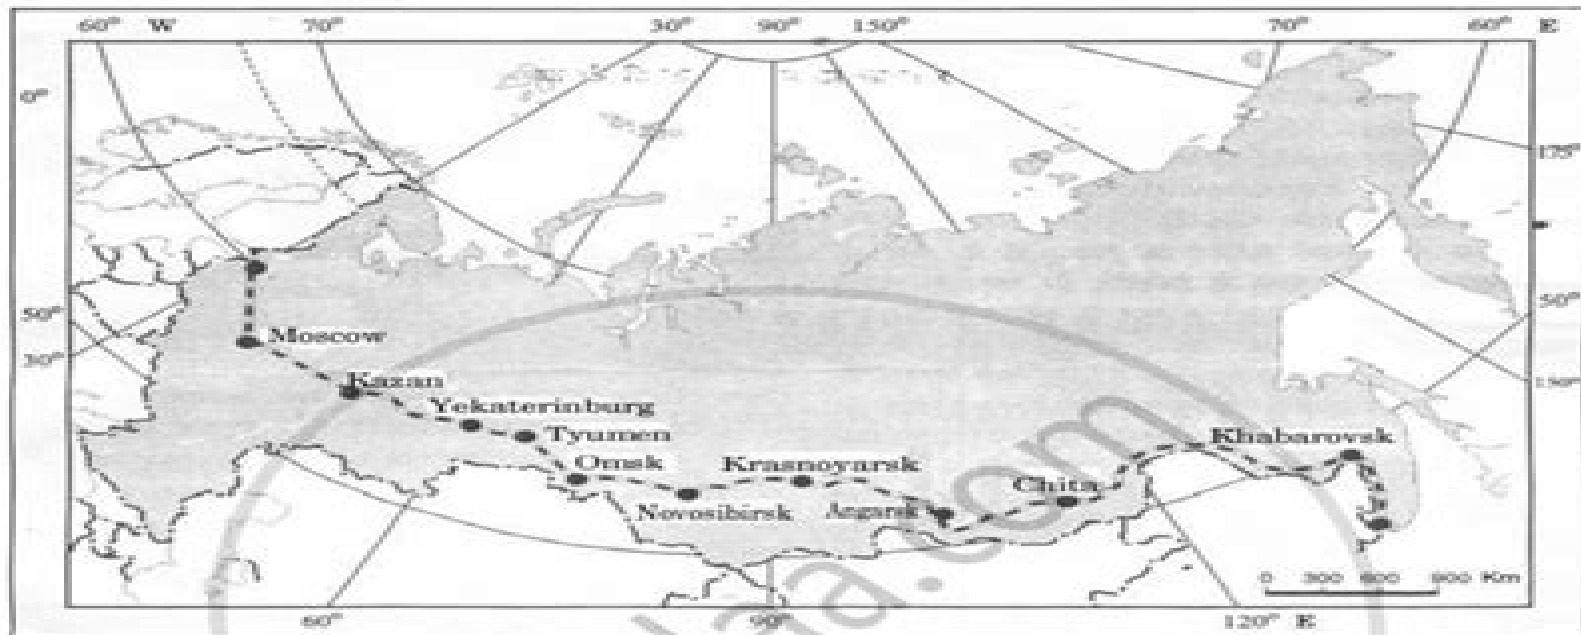 60° W 70° 30° 90° 150° 70° 60° E
0°
175°
50°
50°
Moscow
30°
150°
Kazan
Yekaterinburg
Tyumen
Khabarovsk
Omsk
Krasnoyarsk
Chita
Novosibirsk
Angarsk
0 300 600 900 Km
60° 90° 120° E